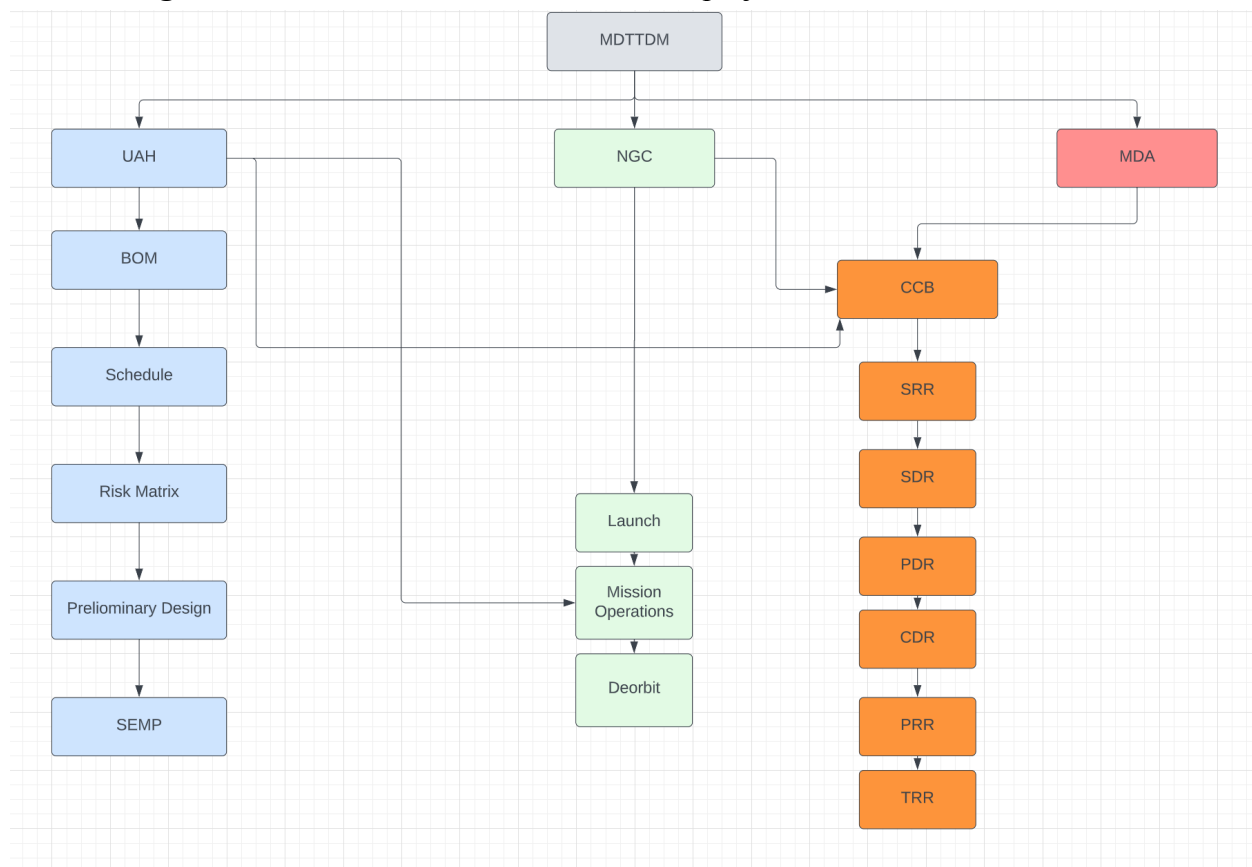 MDTTDM
UAH
NGC
MDA
BOM
CCB
Schedule
SRR
SDR
Risk Matrix
Launch
PDR
Mission
Operations
Preliominary Design
CDR
Deorbit
SEMP
PRR
TRR